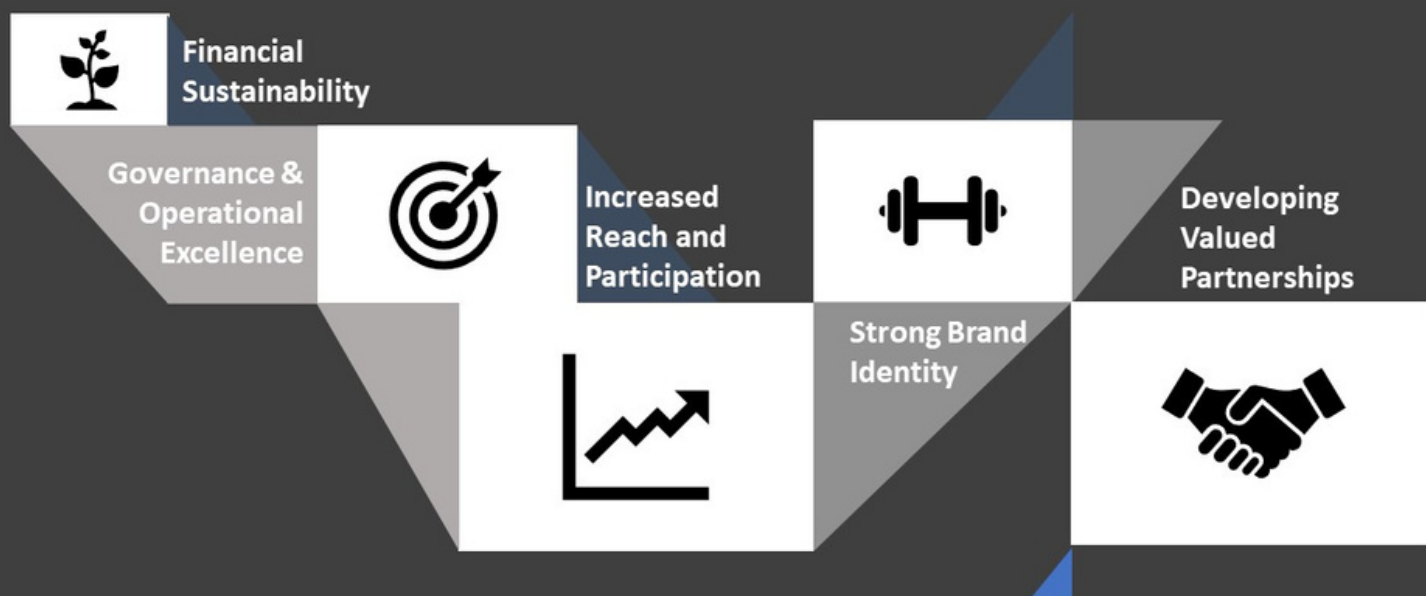 Financial
Sustainability
Governance &
Operational
Excellence
Increased
Reach and
Participation
Strong Brand
Identity
Developing
Valued
Partnerships